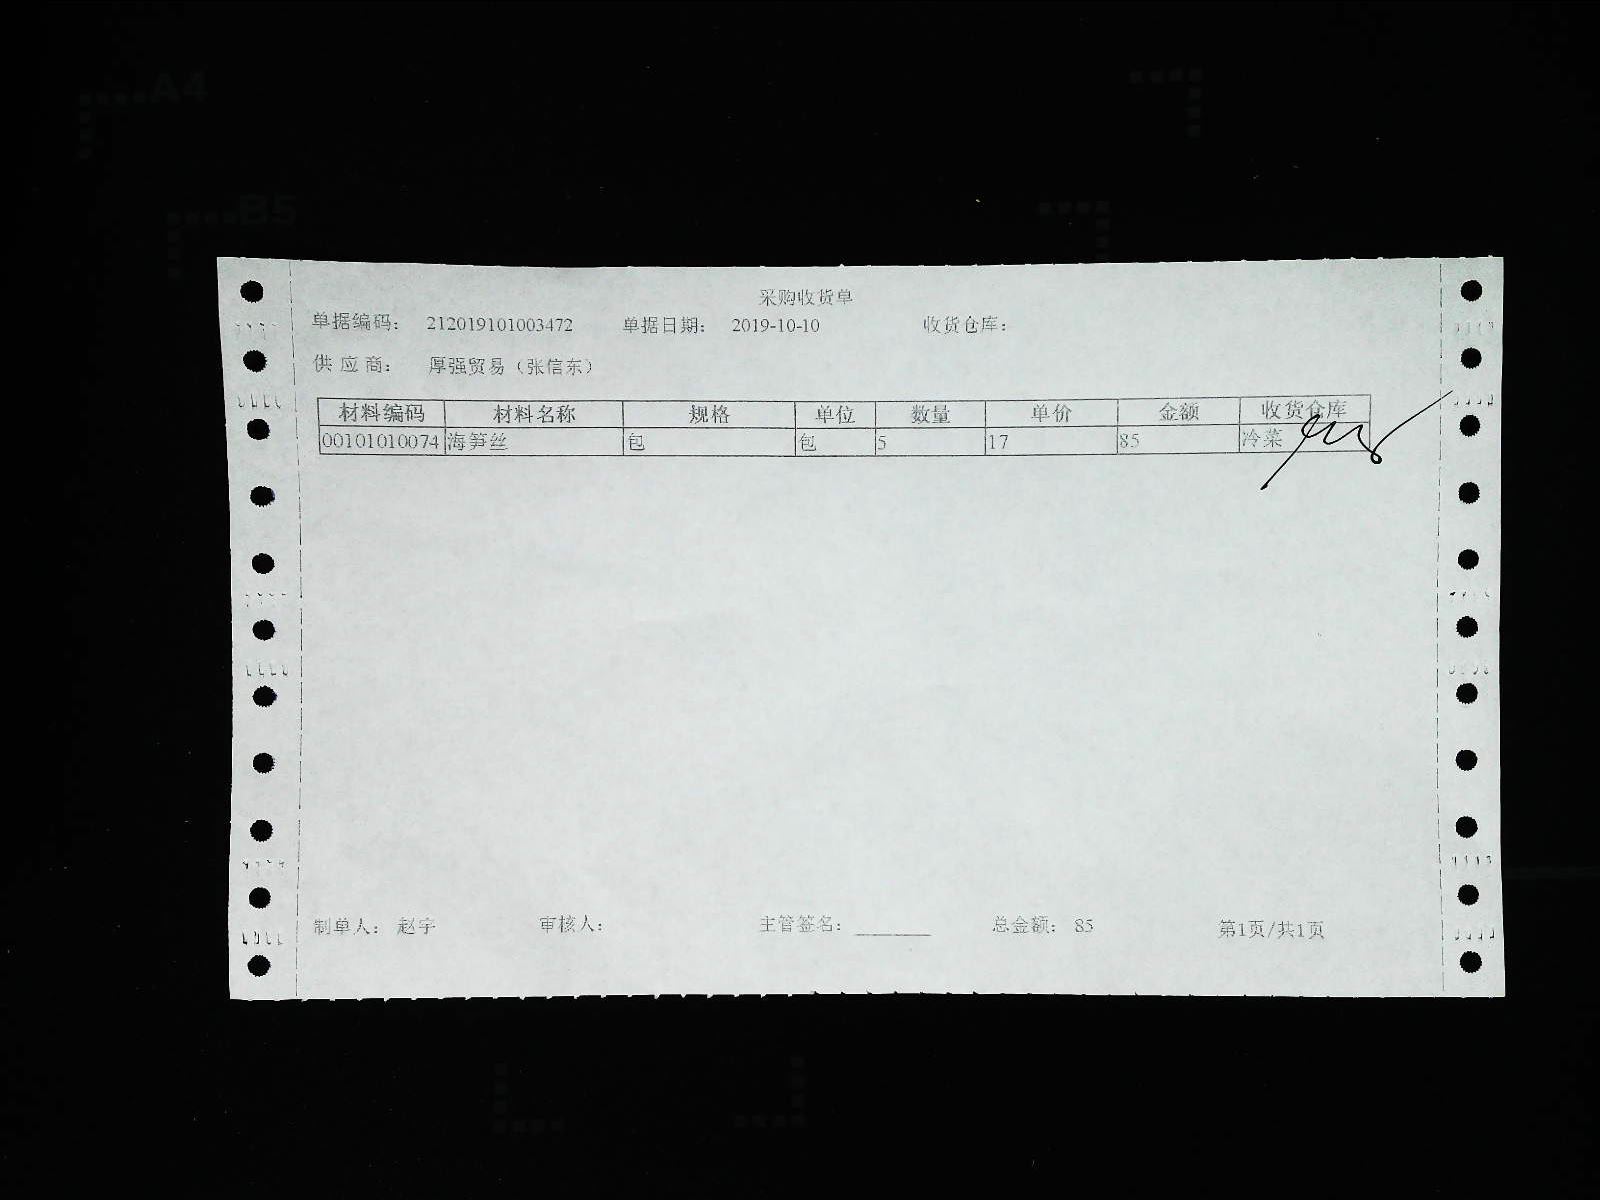 A4
B5
采购收货单
单据编码： 212019101003472 单据日期： 2019-10-10 收货仓库：
供应商： 厚强贸易（张信东）
材料编码 材料名称 规格 单位 数量 单价 金额 收货仓库
00101010074 海笋丝 包 包 5 17 85 冷菜
制单人： 赵宇 审核人： 主管签名：________ 总金额： 85 第1页/共1页